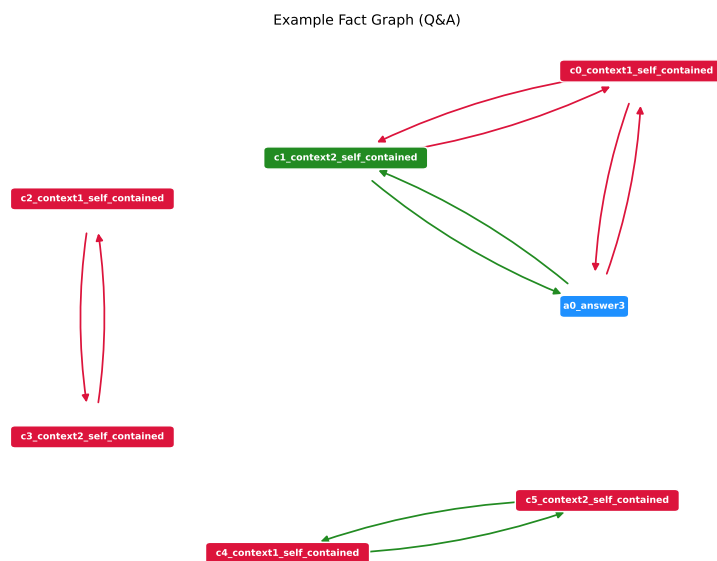 Example Fact Graph (Q&A)
c0_context1_self_contained
c1_context2_self_contained
c2_context1_self_contained
a0_answer3
c3_context2_self_contained
c5_context2_self_contained
c4_context1_self_contained